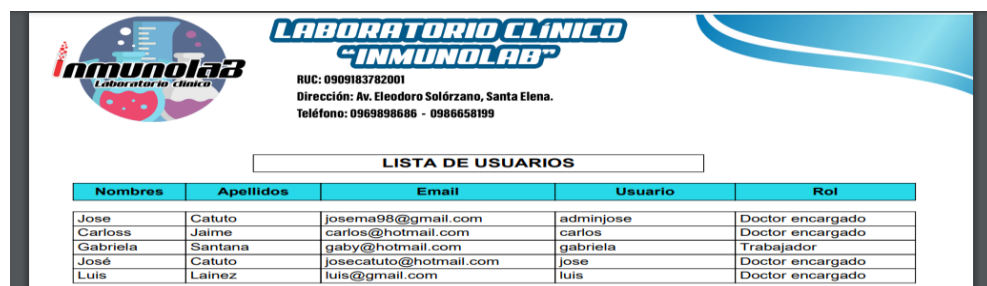 InmunolaB
Laboratorio clínico
LABORATORIO CLÍNICO
“INMUNOLAB”
RUC: 0909183782001
Dirección: Av. Eleodoro Solórzano, Santa Elena.
Teléfono: 0969898686 - 0986658199
LISTA DE USUARIOS
Nombres Apellidos Email Usuario Rol
Jose Catuto josema98@gmail.com adminjose Doctor encargado
Carloss Jaime carlos@hotmail.com carlos Doctor encargado
Gabriela Santana gaby@hotmail.com gabriela Trabajador
José Catuto josecatuto@hotmail.com jose Doctor encargado
Luis Lainez luis@gmail.com luis Doctor encargado